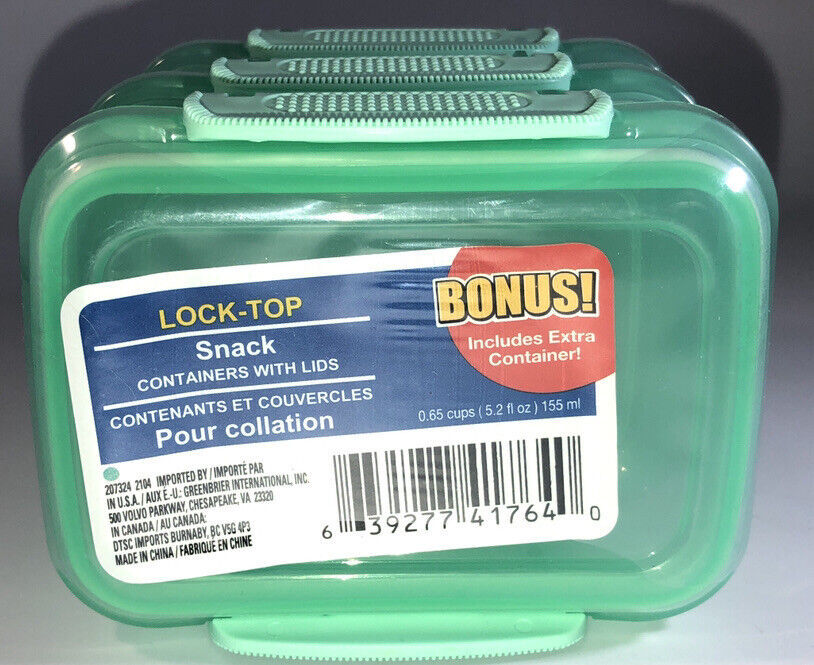 LOCK-TOP
Snack
CONTAINERS WITH LIDS
CONTENANTS ET COUVERCLES
Pour collation
BONUS!
Includes Extra
Container!
0.65 cups ( 5.2 fl oz ) 155 ml
207324 2104 IMPORTED BY / IMPORTÉ PAR
IN U.S.A. / AUX E.-U.: GREENBRIER INTERNATIONAL, INC.
500 VOLVO PARKWAY, CHESAPEAKE, VA 23320
IN CANADA / AU CANADA:
DTSC IMPORTS BURNABY, BC V5G 4P3
MADE IN CHINA / FABRIQUÉ EN CHINE
6 39277 41764 0